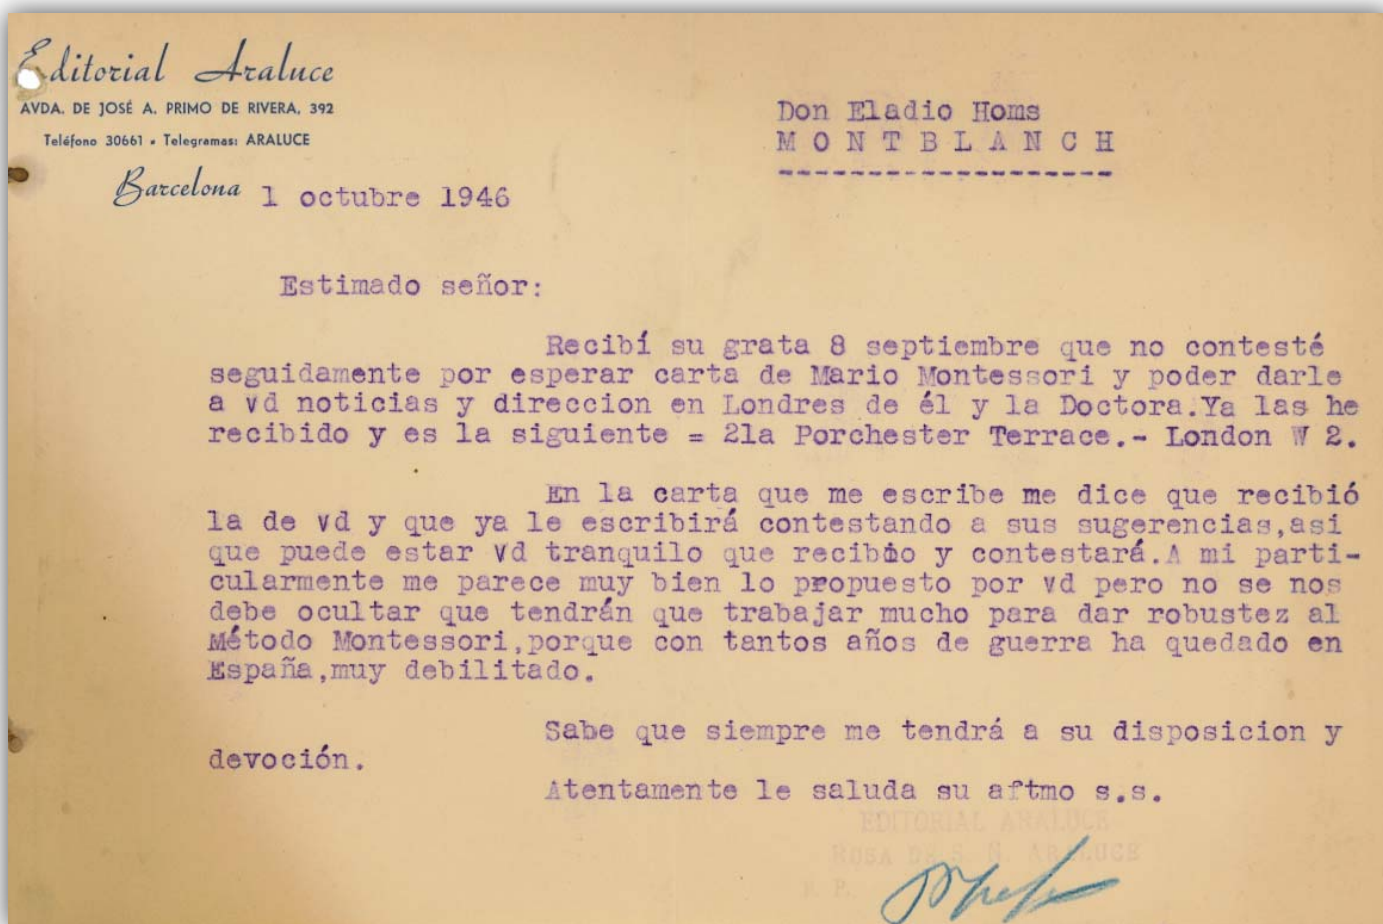 Editorial Araluce
AVDA. DE JOSÉ A. PRIMO DE RIVERA, 392
Teléfono 30661 • Telegramas: ARALUCE
Barcelona 1 octubre 1946
Don Eladio Homs
M O N T B L A N C H
-------------------
Estimado señor:
Recibí su grata 8 septiembre que no contesté
seguidamente por esperar carta de Mario Montessori y poder darle
a vd noticias y direccion en Londres de él y la Doctora.Ya las he
recibido y es la siguiente = 21a Porchester Terrace.- London W 2.
En la carta que me escribe me dice que recibió
la de vd y que ya le escribirá contestando a sus sugerencias,asi
que puede estar vd tranquilo que recibio y contestará.A mi parti-
cularmente me parece muy bien lo propuesto por vd pero no se nos
debe ocultar que tendrán que trabajar mucho para dar robustez al
Método Montessori,porque con tantos años de guerra ha quedado en
España,muy debilitado.
Sabe que siempre me tendrá a su disposicion y
devoción.
Atentamente le saluda su aftmo s.s.
EDITORIAL ARALUCE
ROSA DE S. H. ARALUCE
P. P.